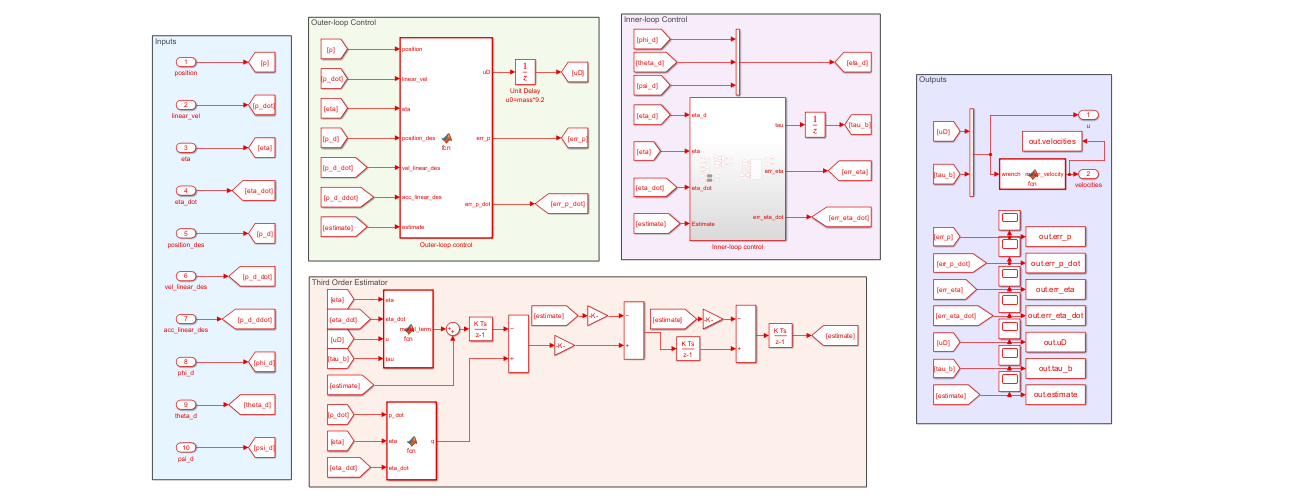 Inputs
1
position
[p]
2
linear_vel
[p_dot]
3
eta
[eta]
4
eta_dot
[eta_dot]
5
position_des
[p_d]
6
vel_linear_des
[p_d_dot]
7
acc_linear_des
[p_d_ddot]
8
phi_d
[phi_d]
9
theta_d
[theta_d]
10
psi_d
[psi_d]
Outer-loop Control
[p]
[p_dot]
[eta]
[p_d]
[p_d_dot]
[p_d_ddot]
[estimate]
position
linear_vel
eta
position_des
vel_linear_des
acc_linear_des
estimate
fcn
uD
err_p
err_p_dot
Outer-loop control
1
z
Unit Delay
u0=mass*9.2
[uD]
[err_p]
[err_p_dot]
Inner-loop Control
[phi_d]
[theta_d]
[psi_d]
[eta_d]
[eta_d]
[eta]
[eta_dot]
[estimate]
eta_d
eta
eta_dot
Estimate
tau
err_eta
err_eta_dot
Inner-loop control
1
z
[tau_b]
[err_eta]
[err_eta_dot]
Third Order Estimator
[eta]
[eta_dot]
[uD]
[tau_b]
[estimate]
eta
eta_dot
u
tau
fcn
K Ts
z-1
[p_dot]
[eta]
[eta_dot]
p_dot
eta
eta_dot
fcn
q
[estimate]
-K-
-K-
[estimate]
-K-
K Ts
z-1
K Ts
z-1
[estimate]
Outputs
[uD]
[tau_b]
1
u
out.velocities
wrench
fcn
2
velocities
[err_p]
out.err_p
[err_p_dot]
out.err_p_dot
[err_eta]
out.err_eta
[err_eta_dot]
out.err_eta_dot
[uD]
out.uD
[tau_b]
out.tau_b
[estimate]
out.estimate